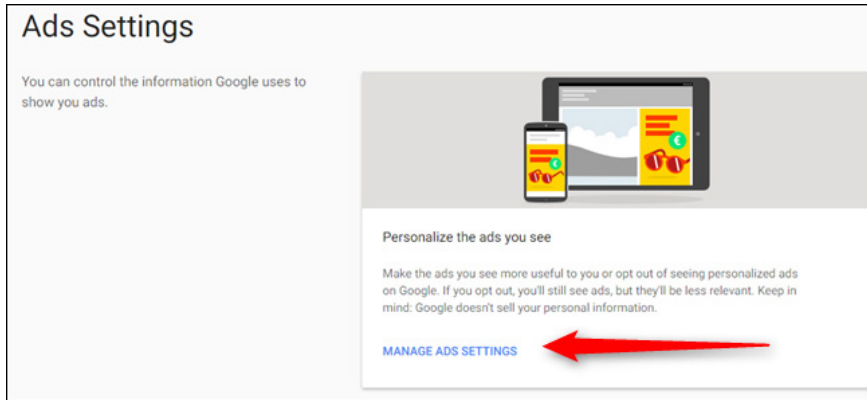 Ads Settings
You can control the information Google uses to
show you ads.
€
€
Personalize the ads you see
Make the ads you see more useful to you or opt out of seeing personalized ads
on Google. If you opt out, you'll still see ads, but they'll be less relevant. Keep in
mind: Google doesn't sell your personal information.
MANAGE ADS SETTINGS